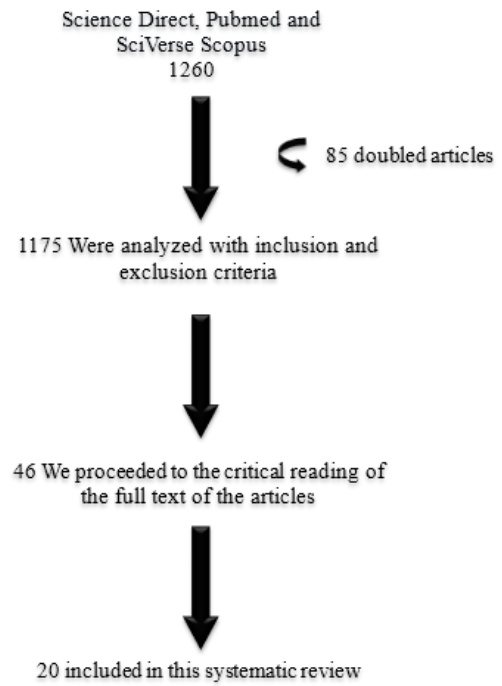 Science Direct, Pubmed and
SciVerse Scopus
1260
85 doubled articles
1175 Were analyzed with inclusion and
exclusion criteria
46 We proceeded to the critical reading of
the full text of the articles
20 included in this systematic review